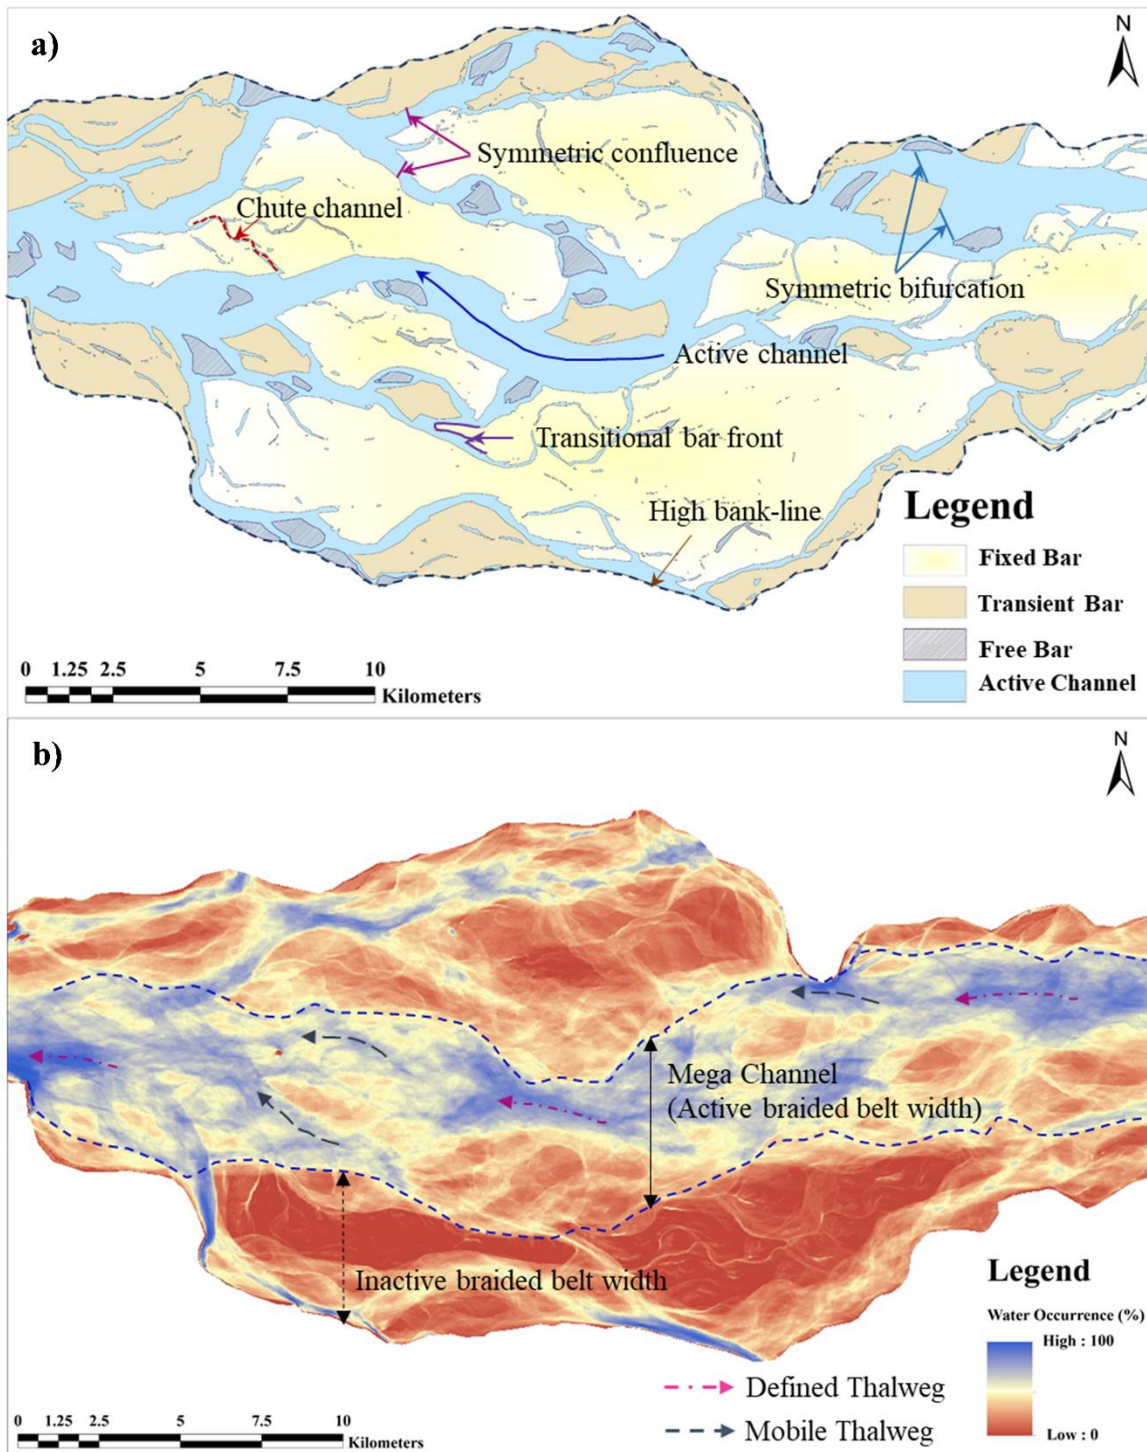 a)
N
Symmetric confluence
Chute channel
Symmetric bifurcation
Active channel
Transitional bar front
High bank-line
Legend
Fixed Bar
Transient Bar
Free Bar
Active Channel
0 1.25 2.5 5 7.5 10
Kilometers
b)
N
Mega Channel
(Active braided belt width)
Inactive braided belt width
Legend
Water Occurrence (%)
High : 100
Low : 0
Defined Thalweg
Mobile Thalweg
0 1.25 2.5 5 7.5 10
Kilometers